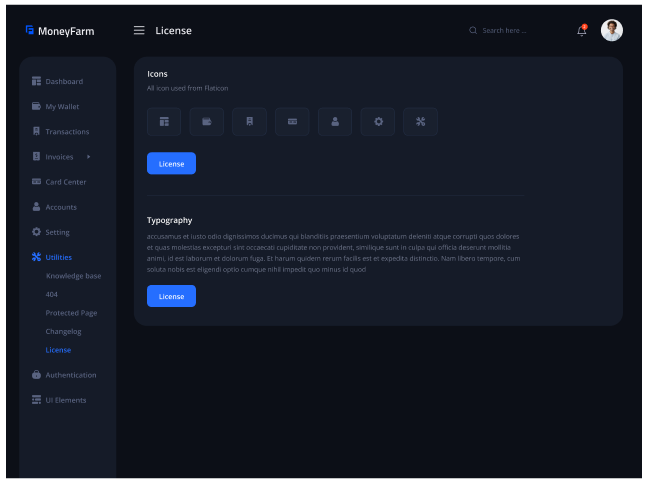 MoneyFarm
License
Search here ...
Dashboard
My Wallet
Transactions
Invoices
Card Center
Accounts
Setting
Utilities
Knowledge base
404
Protected Page
Changelog
License
Authentication
UI Elements
Icons
All icon used from Flaticon
License
Typography
accusamus et iusto odio dignissimos ducimus qui blanditiis praesentium voluptatum deleniti atque corrupti quos dolores
et quas molestias excepturi sint occaecati cupiditate non provident, similique sunt in culpa qui officia deserunt mollitia
animi, id est laborum et dolorum fuga. Et harum quidem rerum facilis est et expedita distinctio. Nam libero tempore, cum
soluta nobis est eligendi optio cumque nihil impedit quo minus id quod
License